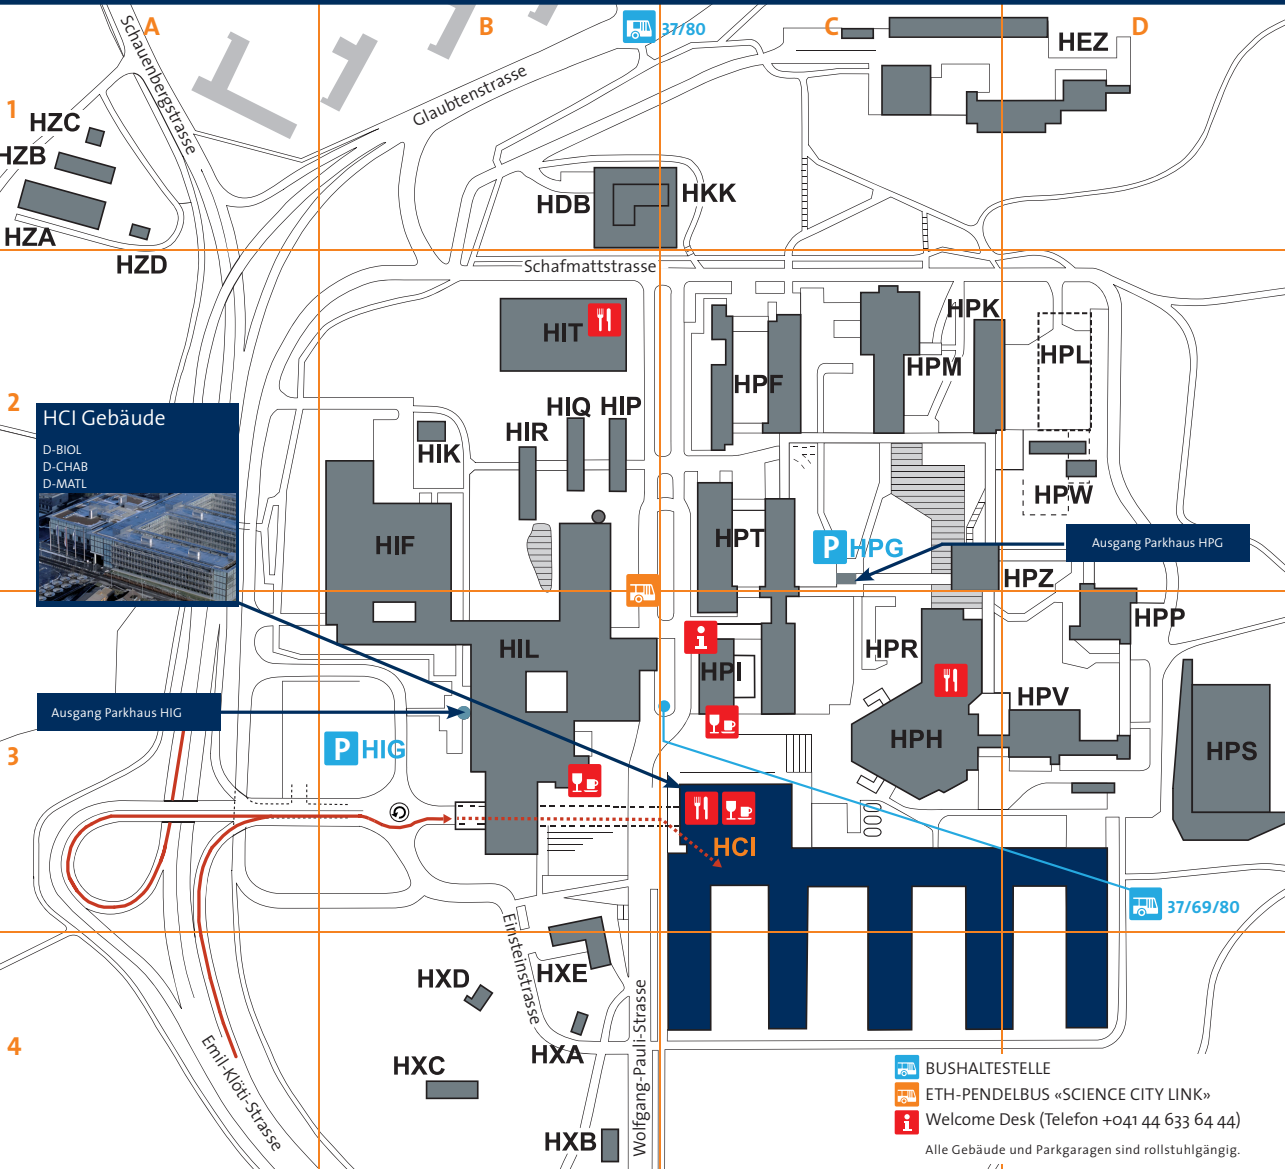 A
B
37/80
C
D
HEZ
1
Schauenbergstrasse
Glaubtenstrasse
HZC
HZB
HZA
HZD
HDB
HKK
Schafmattstrasse
HIT
HPK
HPL
HPM
HPF
2
HCI Gebäude
D-BIOL
D-CHAB
D-MATL
HIQ
HIP
HIR
HIK
HPW
HIF
HPT
P HPG
Ausgang Parkhaus HPG
HPZ
HPP
HIL
HPI
HPR
HPV
Ausgang Parkhaus HIG
P HIG
HPH
HPS
3
HCI
37/69/80
Einsteinstrasse
HXE
HXD
Wolfgang-Pauli-Strasse
4
Emil-Klöti-Strasse
HXA
HXC
HXB
BUSHALTESTELLE
ETH-PENDELBUS «SCIENCE CITY LINK»
i Welcome Desk (Telefon +041 44 633 64 44)
Alle Gebäude und Parkgaragen sind rollstuhlgängig.